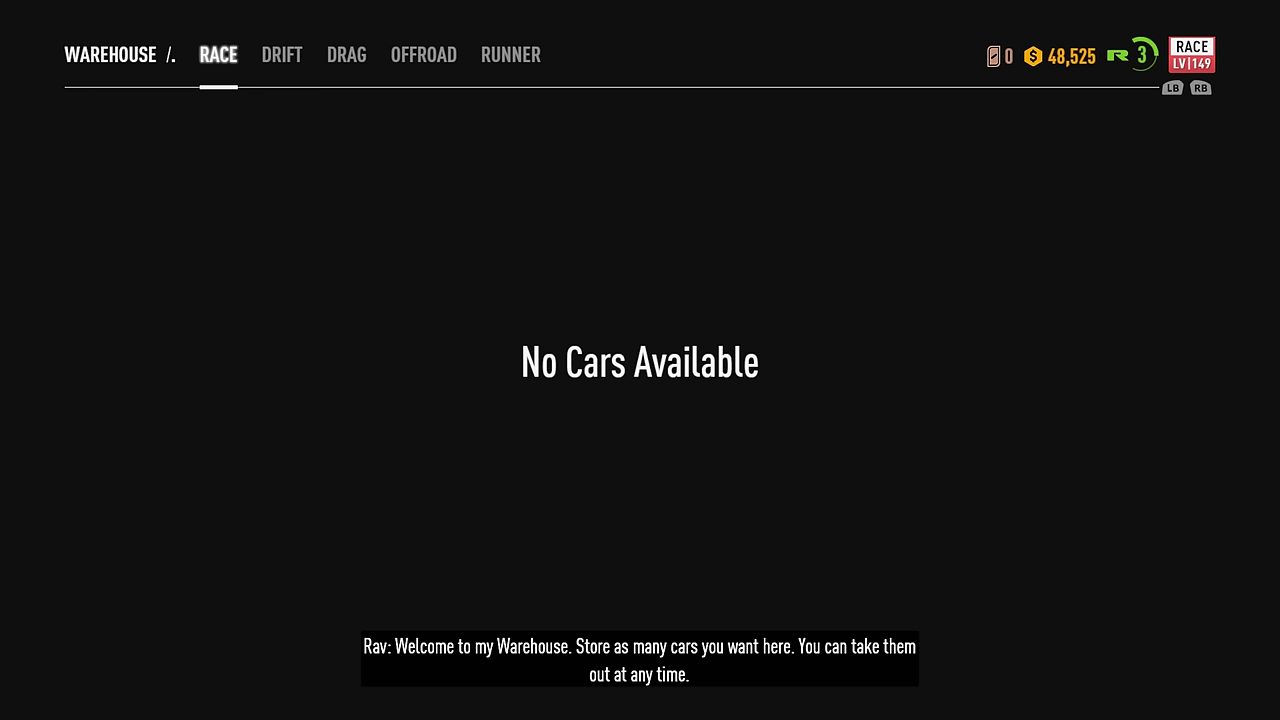 WAREHOUSE /. RACE DRIFT DRAG OFFROAD RUNNER
0 48,525 R 3 RACE
LV|149
LB RB
No Cars Available
Rav: Welcome to my Warehouse. Store as many cars you want here. You can take them
out at any time.